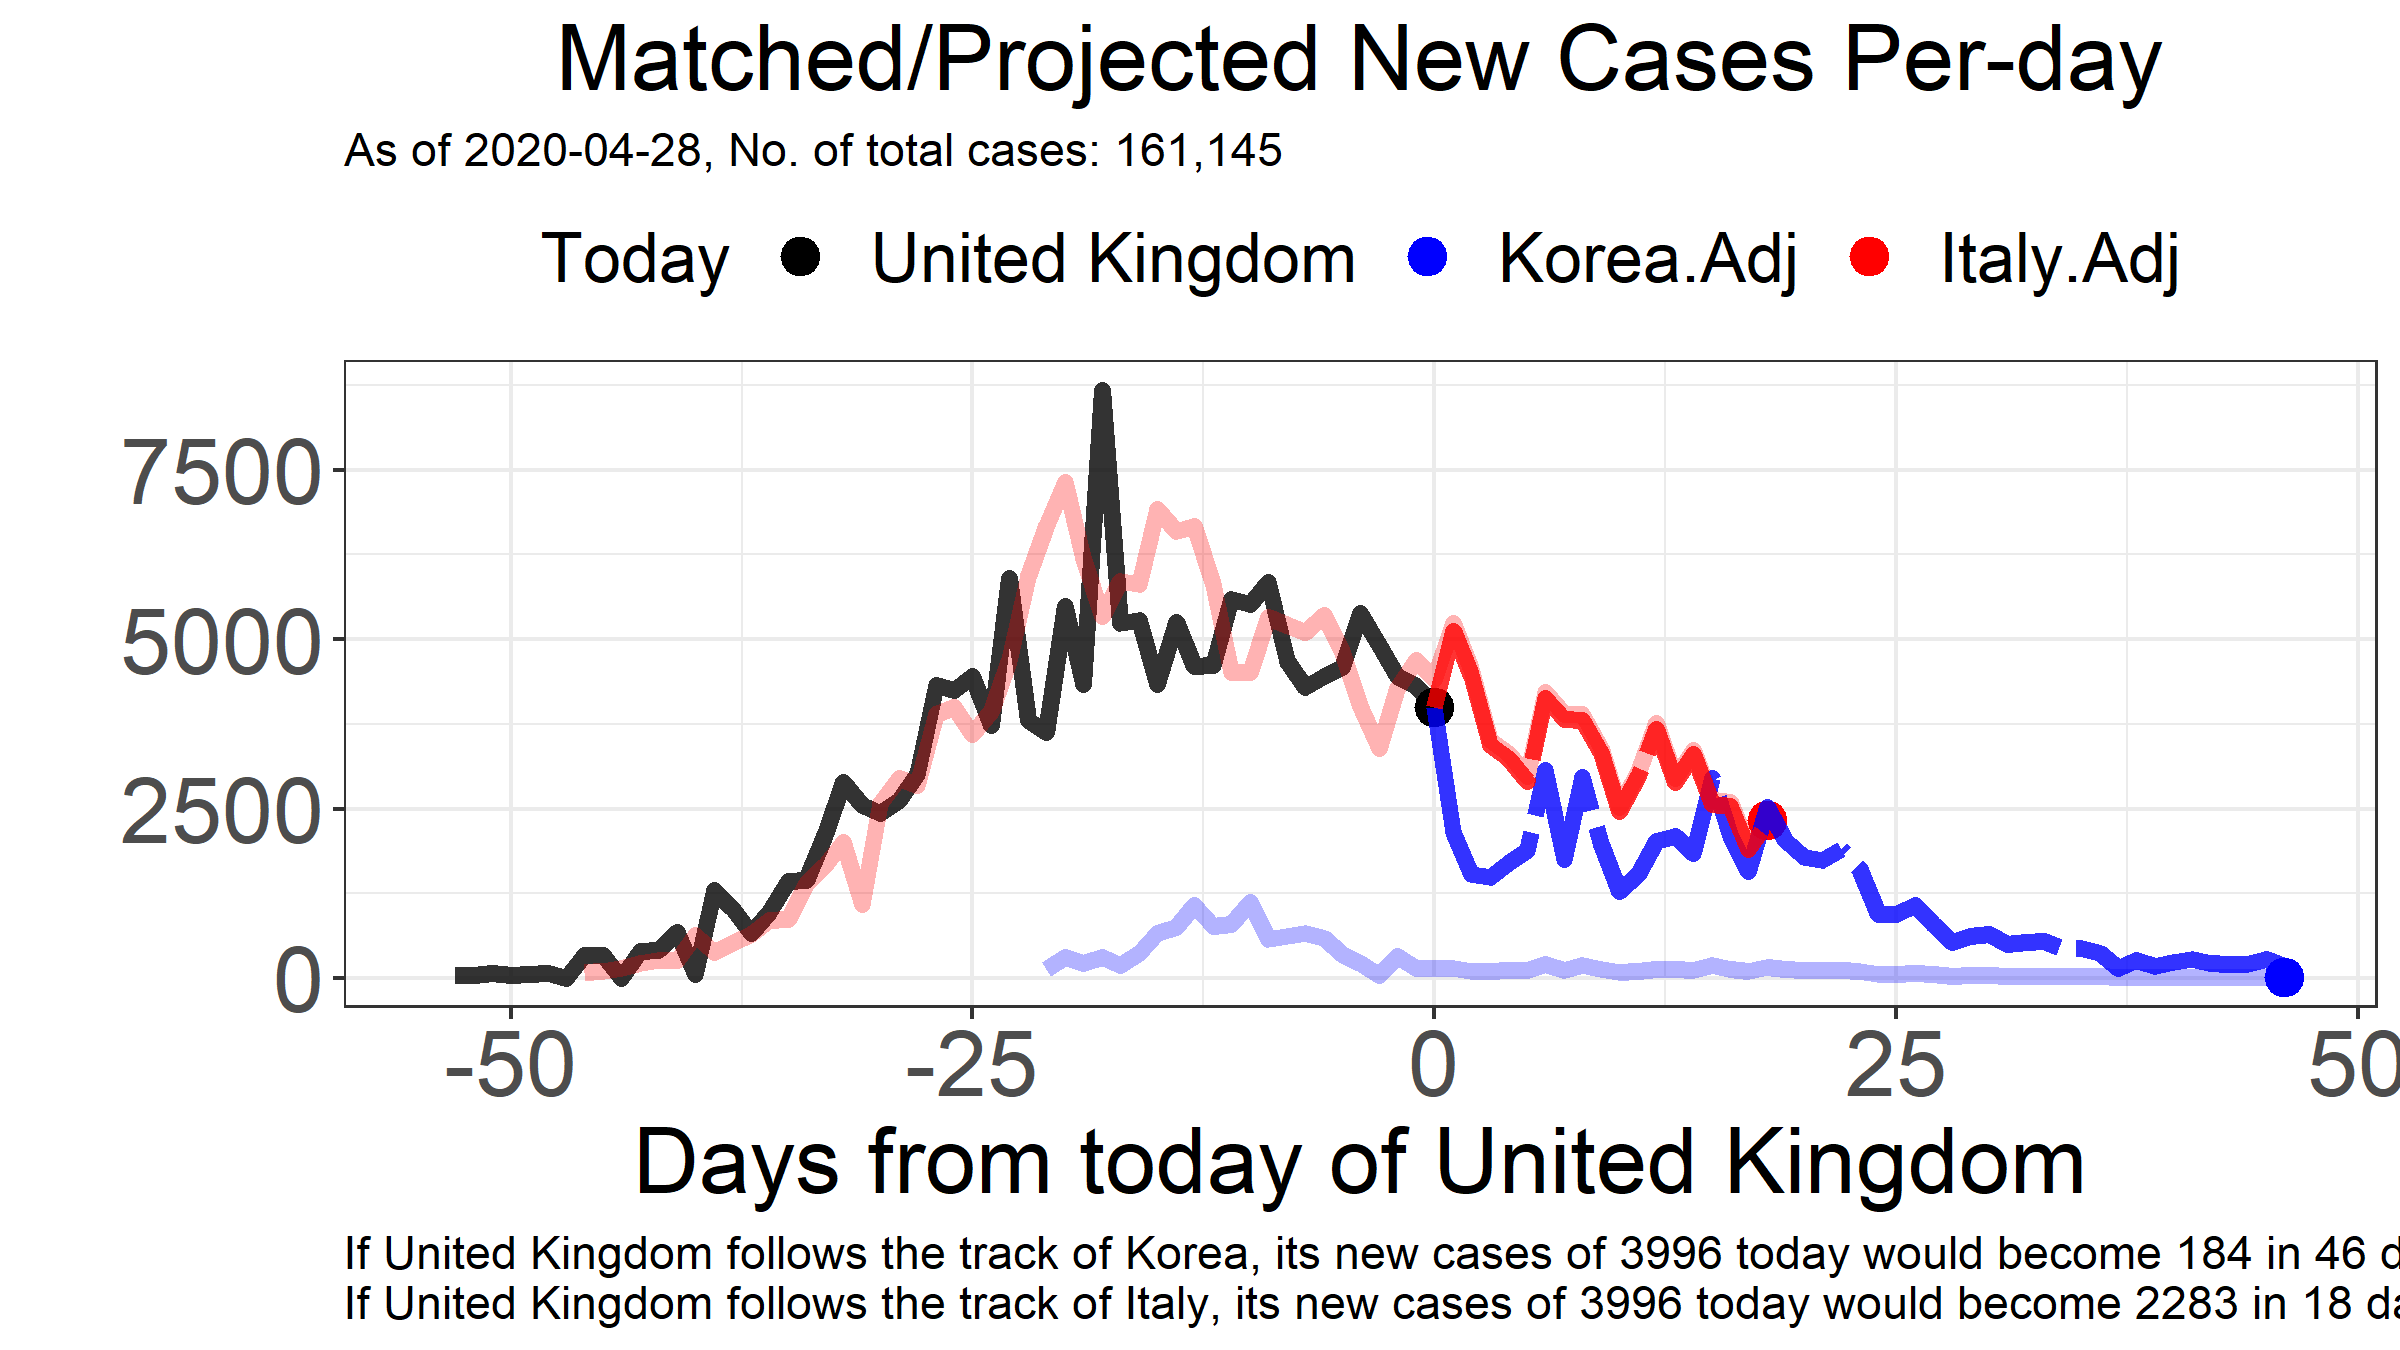 Matched/Projected New Cases Per-day
As of 2020-04-28, No. of total cases: 161,145
Today United Kingdom Korea.Adj Italy.Adj
7500
5000
2500
0
-50 -25 0 25 50
Days from today of United Kingdom
If United Kingdom follows the track of Korea, its new cases of 3996 today would become 184 in 46 d
If United Kingdom follows the track of Italy, its new cases of 3996 today would become 2283 in 18 da